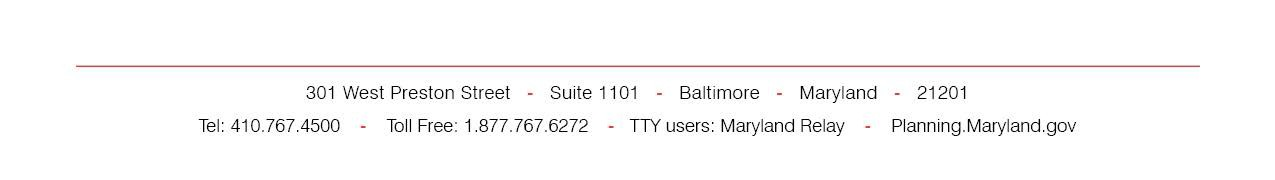 301 West Preston Street - Suite 1101 - Baltimore - Maryland - 21201
Tel: 410.767.4500 - Toll Free: 1.877.767.6272 - TTY users: Maryland Relay - Planning.Maryland.gov